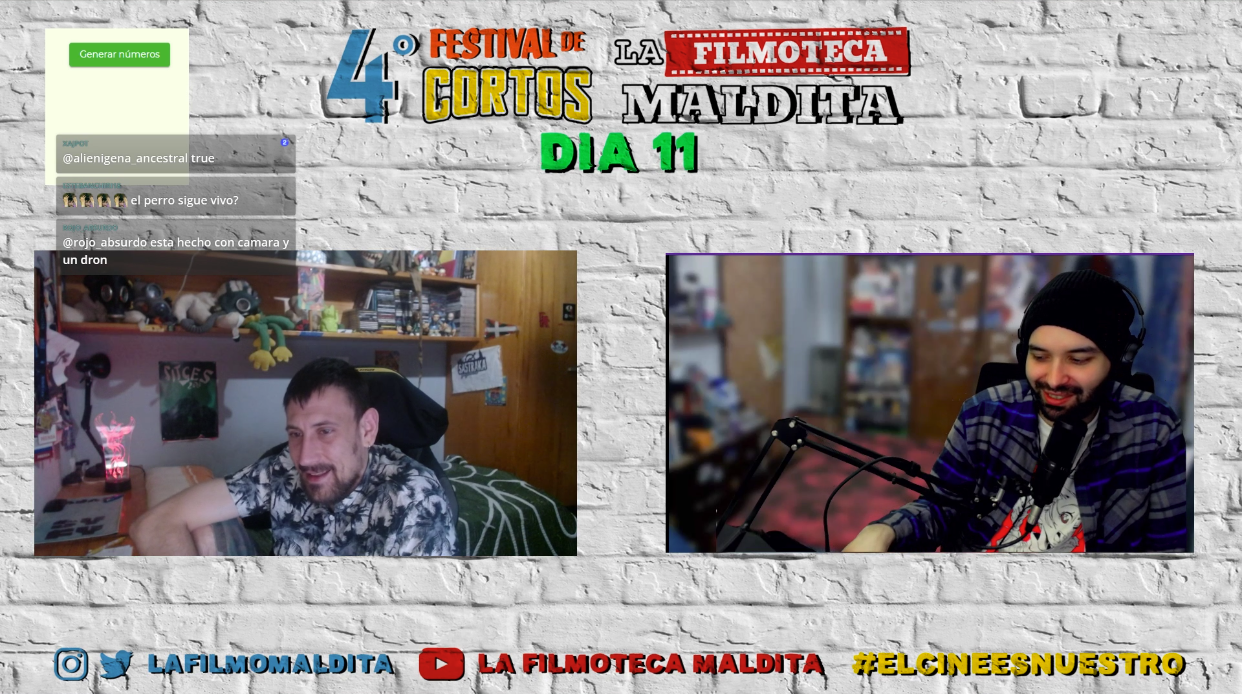 Generar números
4º FESTIVAL DE CORTOS
LA FILMOTECA MALDITA
DIA 11
@alienigena_ancestral true
el perro sigue vivo?
@rojo_absurdo esta hecho con camara y
un dron
SASTRAKA
LAFILMOMALDITA
LA FILMOTECA MALDITA
#ELCINEESNUESTRO